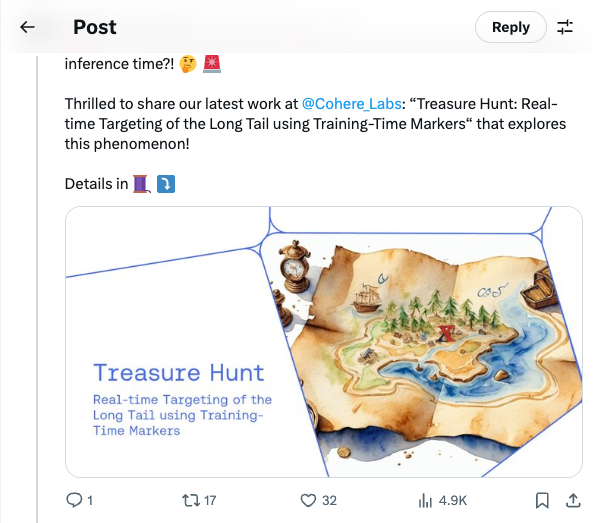 Post
Reply
inference time?! 🤔 🚨
Thrilled to share our latest work at @Cohere_Labs: “Treasure Hunt: Real-
time Targeting of the Long Tail using Training-Time Markers“ that explores
this phenomenon!
Details in 🧵 ⤵️
Treasure Hunt
Real-time Targeting of the
Long Tail using Training-
Time Markers
1
17
32
4.9K